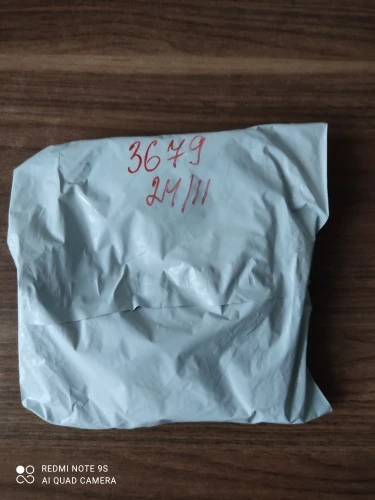 3679
24/11
REDMI NOTE 9S
AI QUAD CAMERA